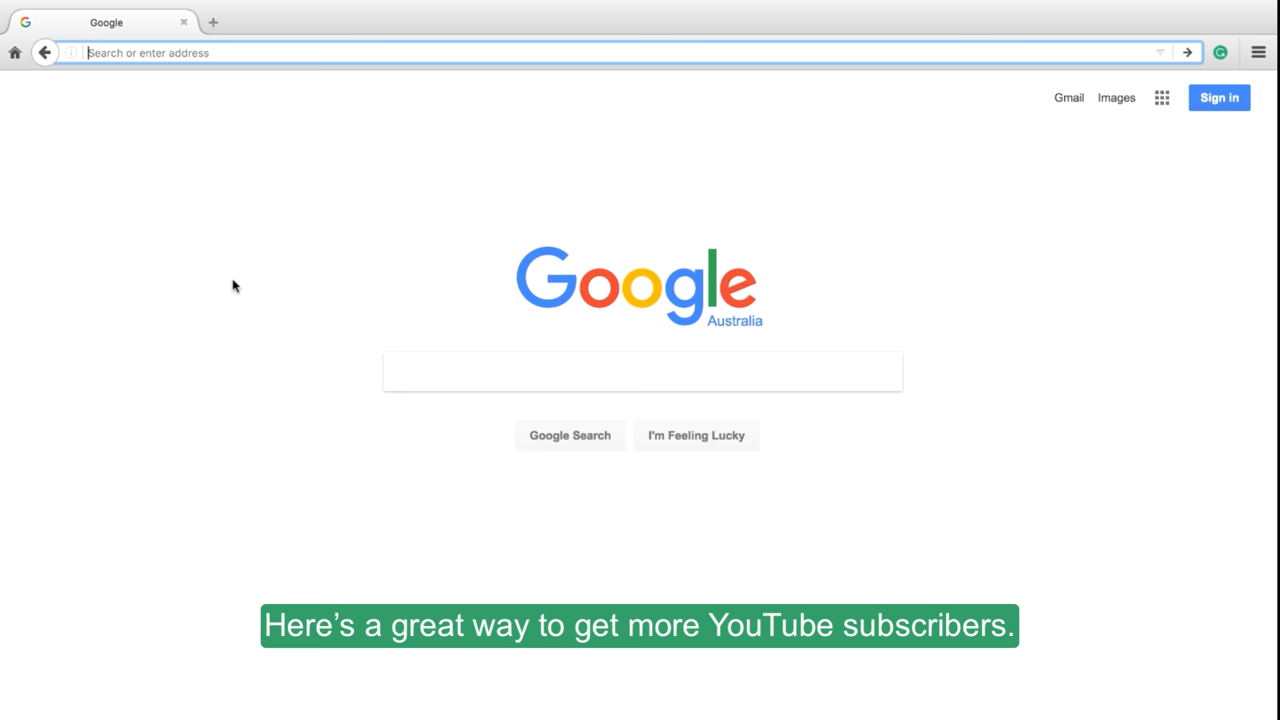 Google
Search or enter address
Gmail Images Sign in
Google
Australia
Google Search I'm Feeling Lucky
Here’s a great way to get more YouTube subscribers.